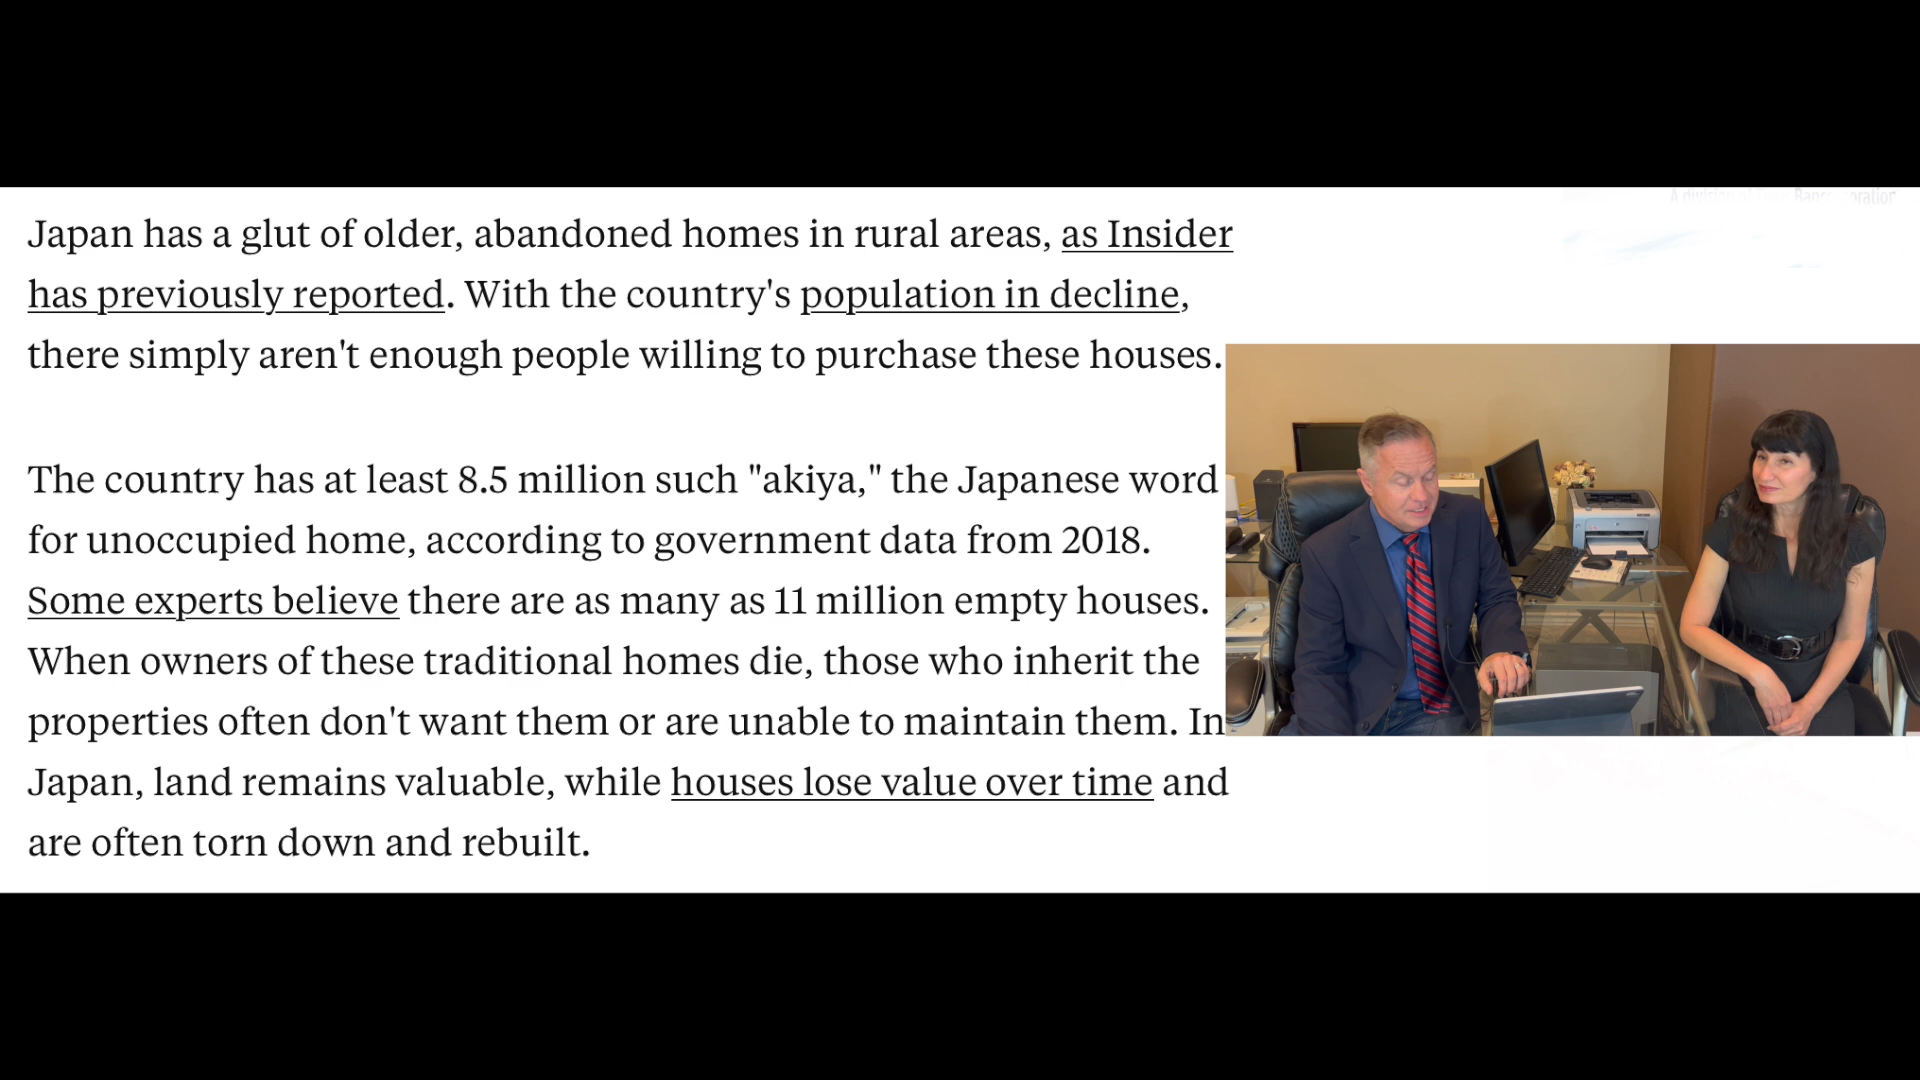 Japan has a glut of older, abandoned homes in rural areas, as Insider
has previously reported. With the country's population in decline,
there simply aren't enough people willing to purchase these houses.
The country has at least 8.5 million such "akiya," the Japanese word
for unoccupied home, according to government data from 2018.
Some experts believe there are as many as 11 million empty houses.
When owners of these traditional homes die, those who inherit the
properties often don't want them or are unable to maintain them. In
Japan, land remains valuable, while houses lose value over time and
are often torn down and rebuilt.